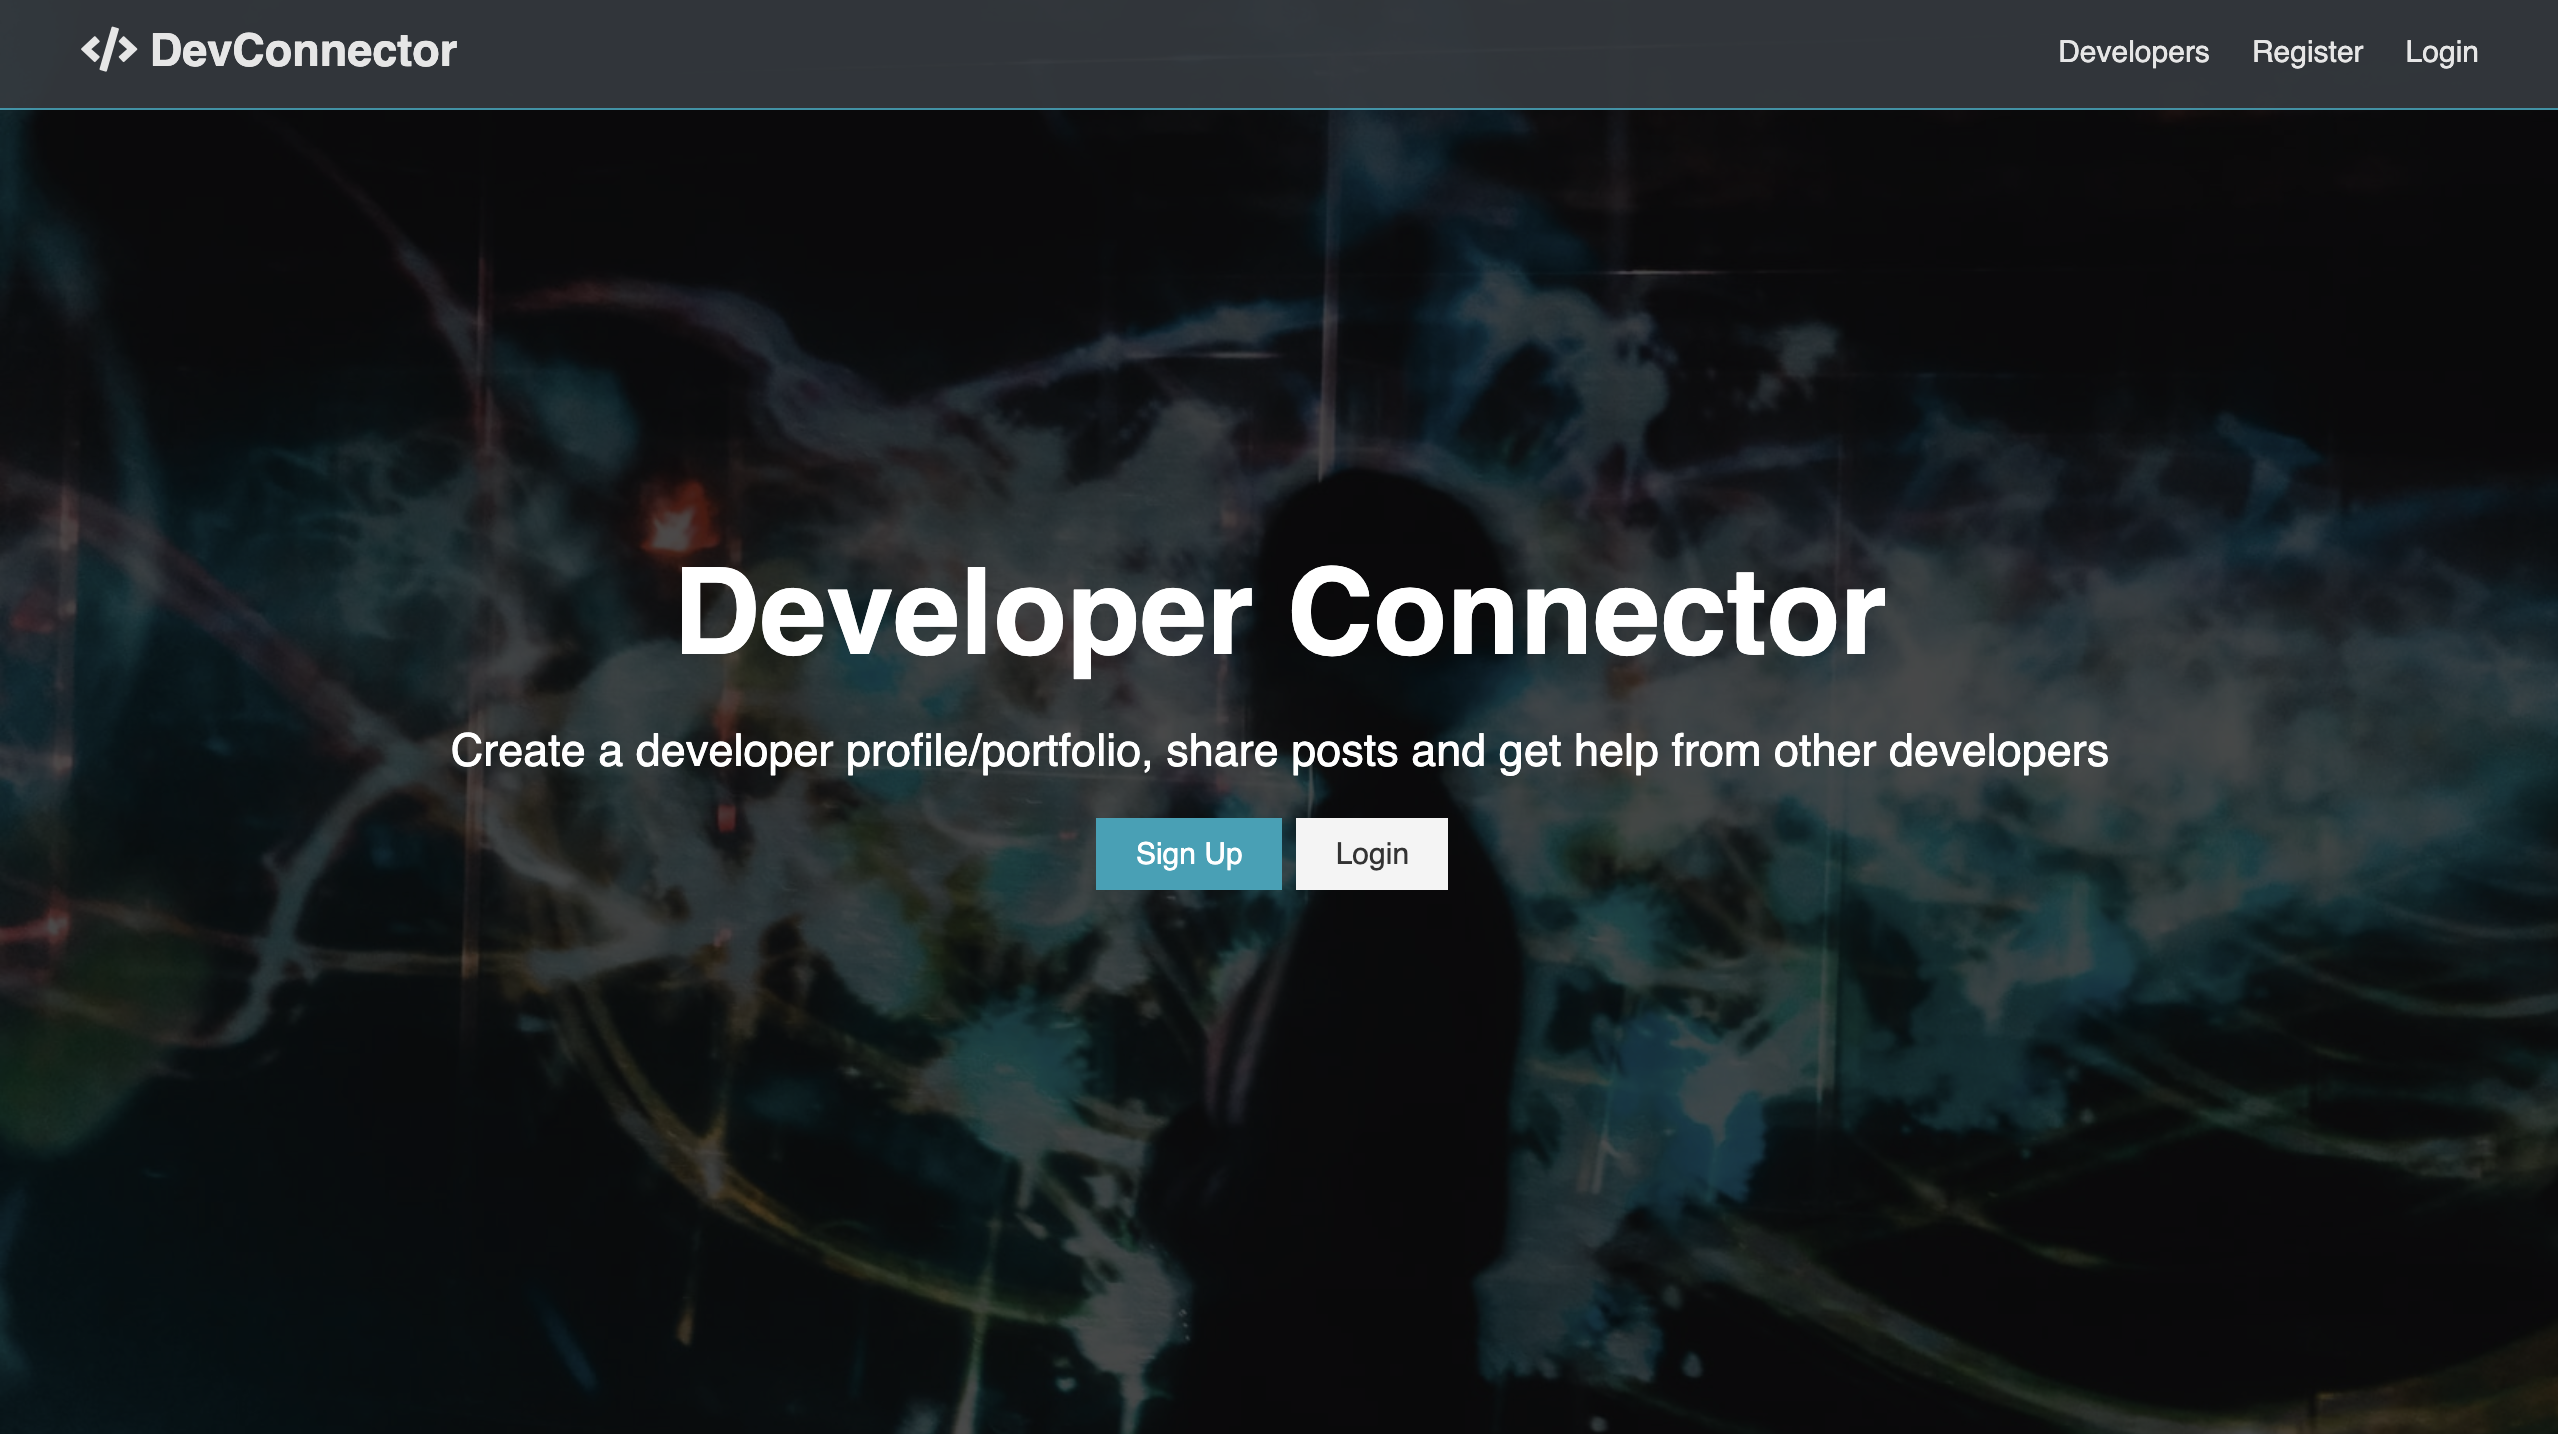 </> DevConnector
Developers Register Login
Developer Connector
Create a developer profile/portfolio, share posts and get help from other developers
Sign Up Login